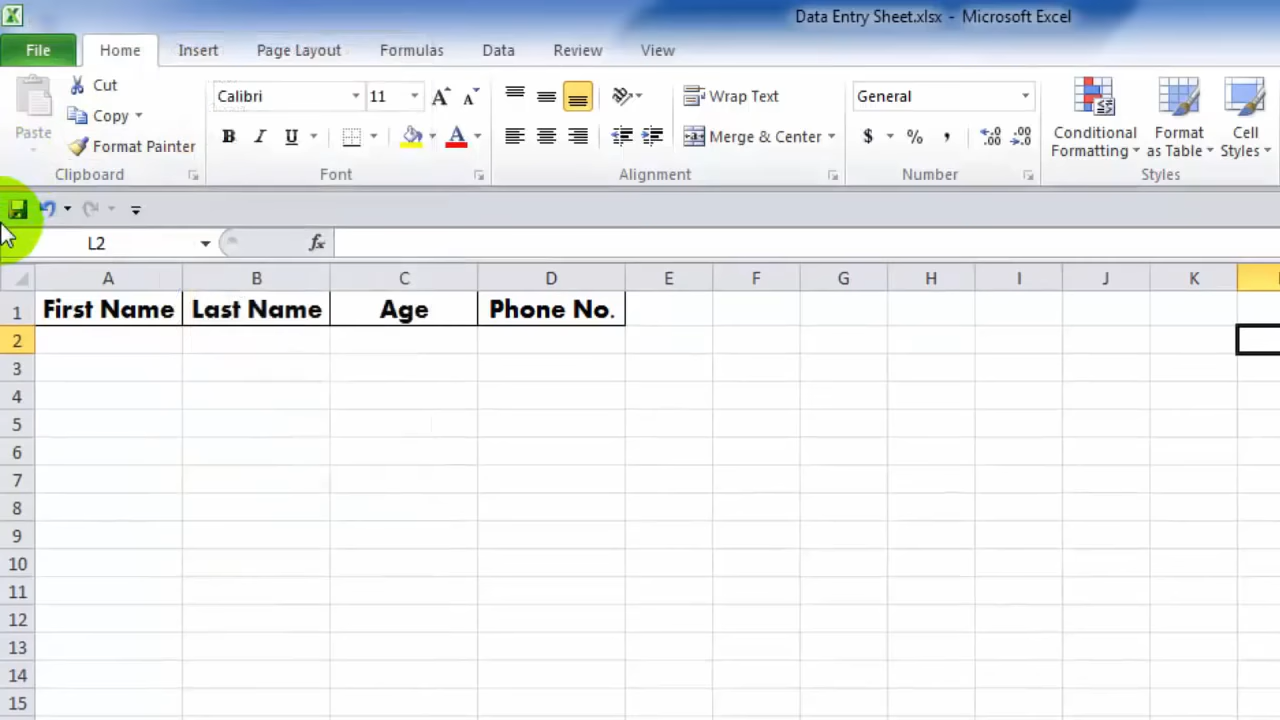 Data Entry Sheet.xlsx - Microsoft Excel
File Home Insert Page Layout Formulas Data Review View
Cut Calibri 11 Wrap Text General
Copy
Paste Format Painter B I U A Merge & Center $ % , .00 Conditional Formatting Format as Table Cell Styles
Clipboard Font Alignment Number Styles
L2 fx
A B C D E F G H I J K
1 First Name Last Name Age Phone No.
2
3
4
5
6
7
8
9
10
11
12
13
14
15